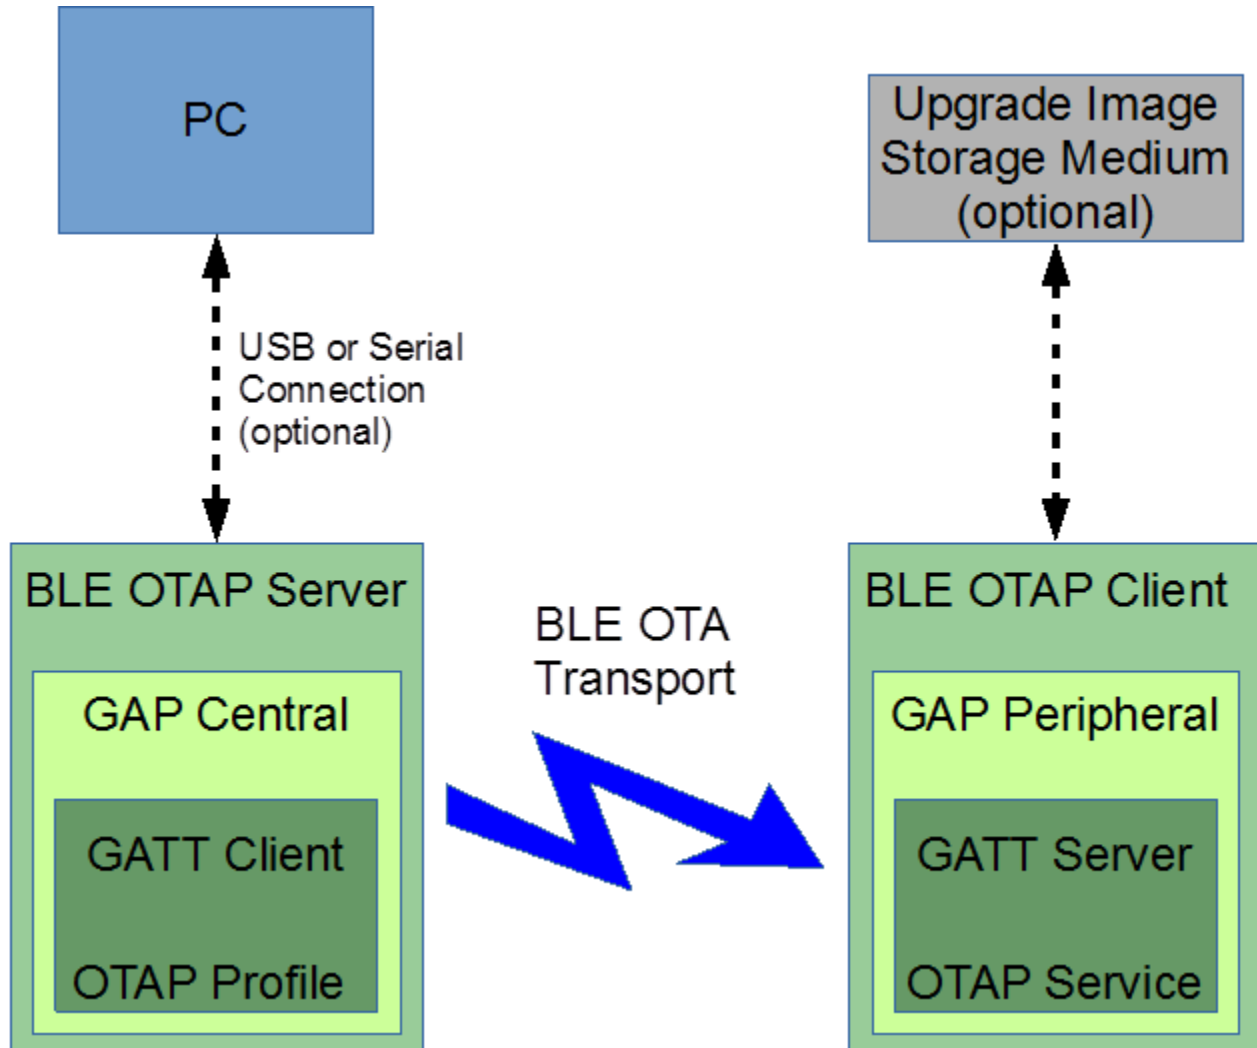 PC
Upgrade Image
Storage Medium
(optional)
USB or Serial
Connection
(optional)
BLE OTAP Server
GAP Central
GATT Client
OTAP Profile
BLE OTA
Transport
BLE OTAP Client
GAP Peripheral
GATT Server
OTAP Service